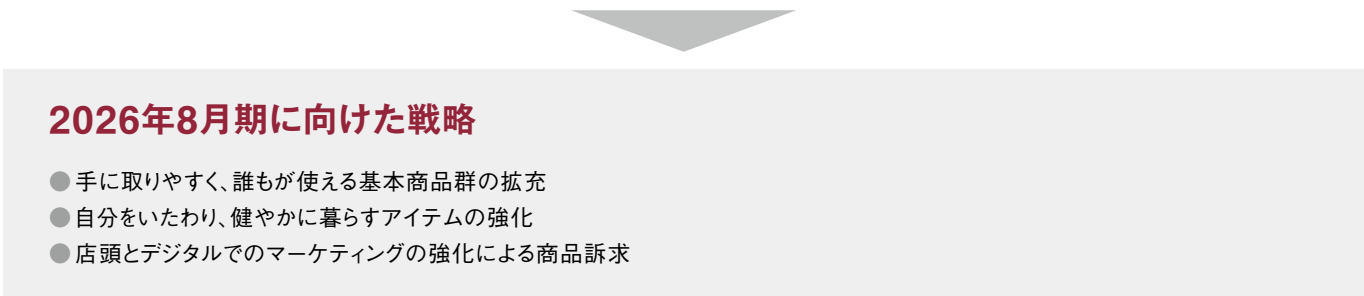 2026年8月期に向けた戦略
●手に取りやすく、誰もが使える基本商品群の拡充
●自分をいたわり、健やかに暮らすアイテムの強化
●店頭とデジタルでのマーケティングの強化による商品訴求